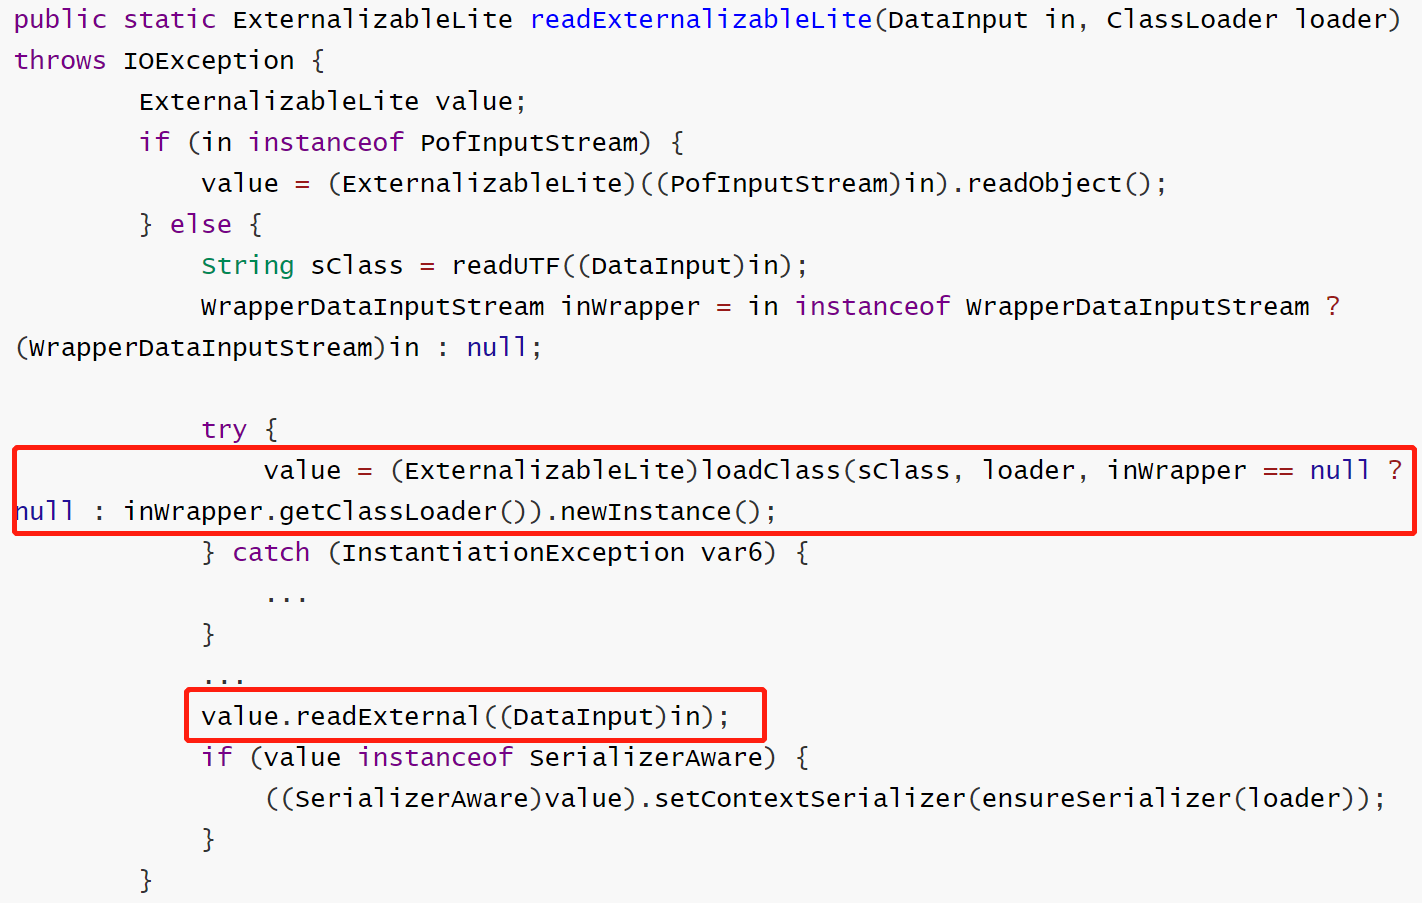 public static ExternalizableLite readExternalizableLite(DataInput in, ClassLoader loader)
throws IOException {
        ExternalizableLite value;
        if (in instanceof PofInputStream) {
            value = (ExternalizableLite)((PofInputStream)in).readObject();
        } else {
            String sClass = readUTF((DataInput)in);
            WrapperDataInputStream inWrapper = in instanceof WrapperDataInputStream ?
(WrapperDataInputStream)in : null;

            try {
                value = (ExternalizableLite)loadClass(sClass, loader, inWrapper == null ?
null : inWrapper.getClassLoader()).newInstance();
            } catch (InstantiationException var6) {
                ...
            }
            ...
            value.readExternal((DataInput)in);
            if (value instanceof SerializerAware) {
                ((SerializerAware)value).setContextSerializer(ensureSerializer(loader));
            }
        }